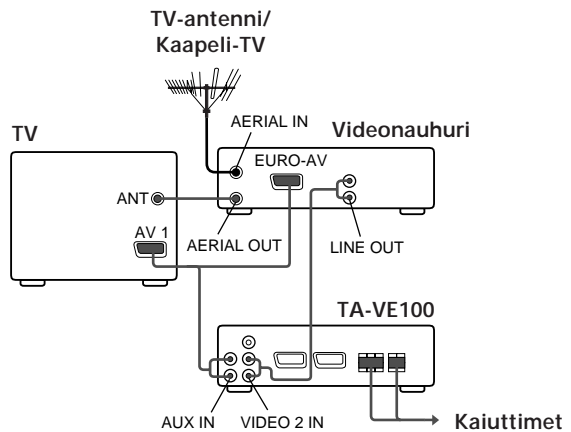 TV-antenni/
Kaapeli-TV
TV
AERIAL IN
Videonauhuri
EURO-AV
ANT
AV 1
AERIAL OUT
LINE OUT
TA-VE100
AUX IN
VIDEO 2 IN
Kaiuttimet